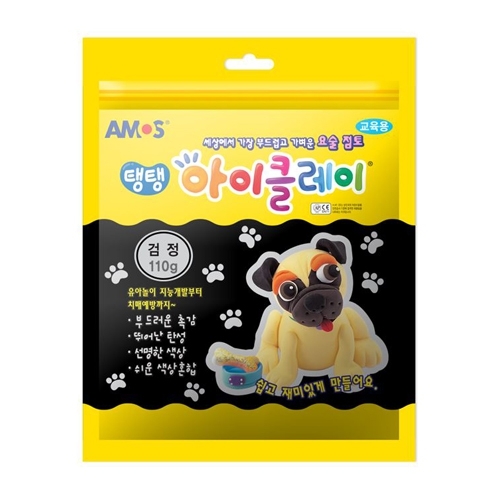 AMOS
교육용
세상에서 가장 부드럽고 가벼운 요술 점토
탱탱
아이클레이®
CE
검정
110g
유아놀이 지능개발부터
치매예방까지~
· 부드러운 촉감
· 뛰어난 탄성
· 선명한 색상
· 쉬운 색상혼합
쉽고 재미있게 만들어요.